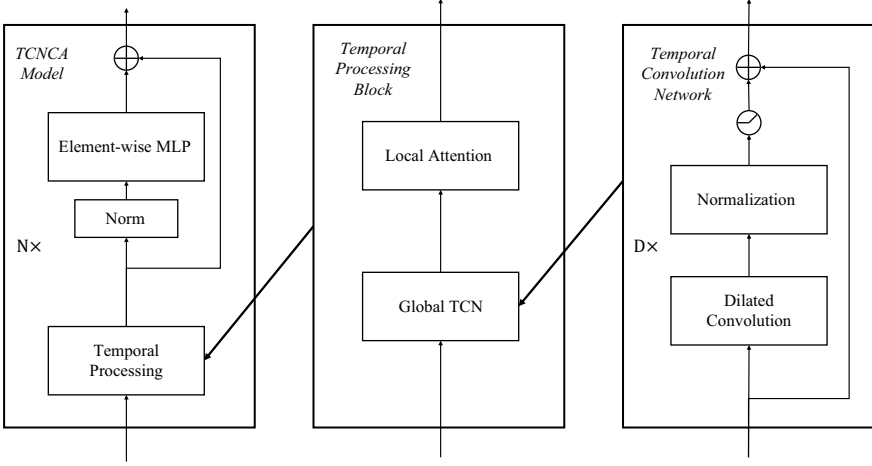 TCNCA
Model
Element-wise MLP
Norm
N×
Temporal
Processing
Temporal
Processing
Block
Local Attention
Global TCN
Temporal
Convolution
Network
Normalization
D×
Dilated
Convolution